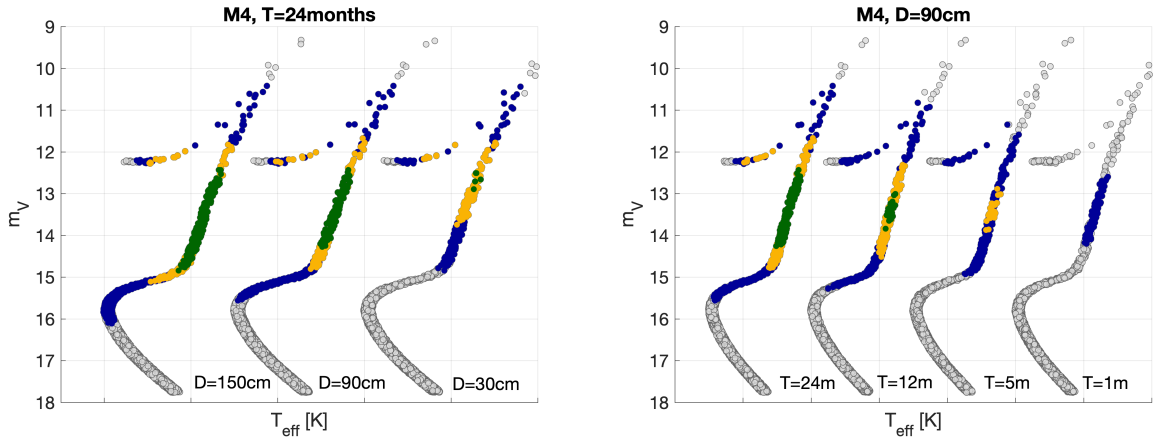 M4, T=24months
9
10
11
12
13
14
15
16
17
18
m_V
D=150cm
D=90cm
D=30cm
T_eff [K]
M4, D=90cm
9
10
11
12
13
14
15
16
17
18
m_V
T=24m
T=12m
T=5m
T=1m
T_eff [K]